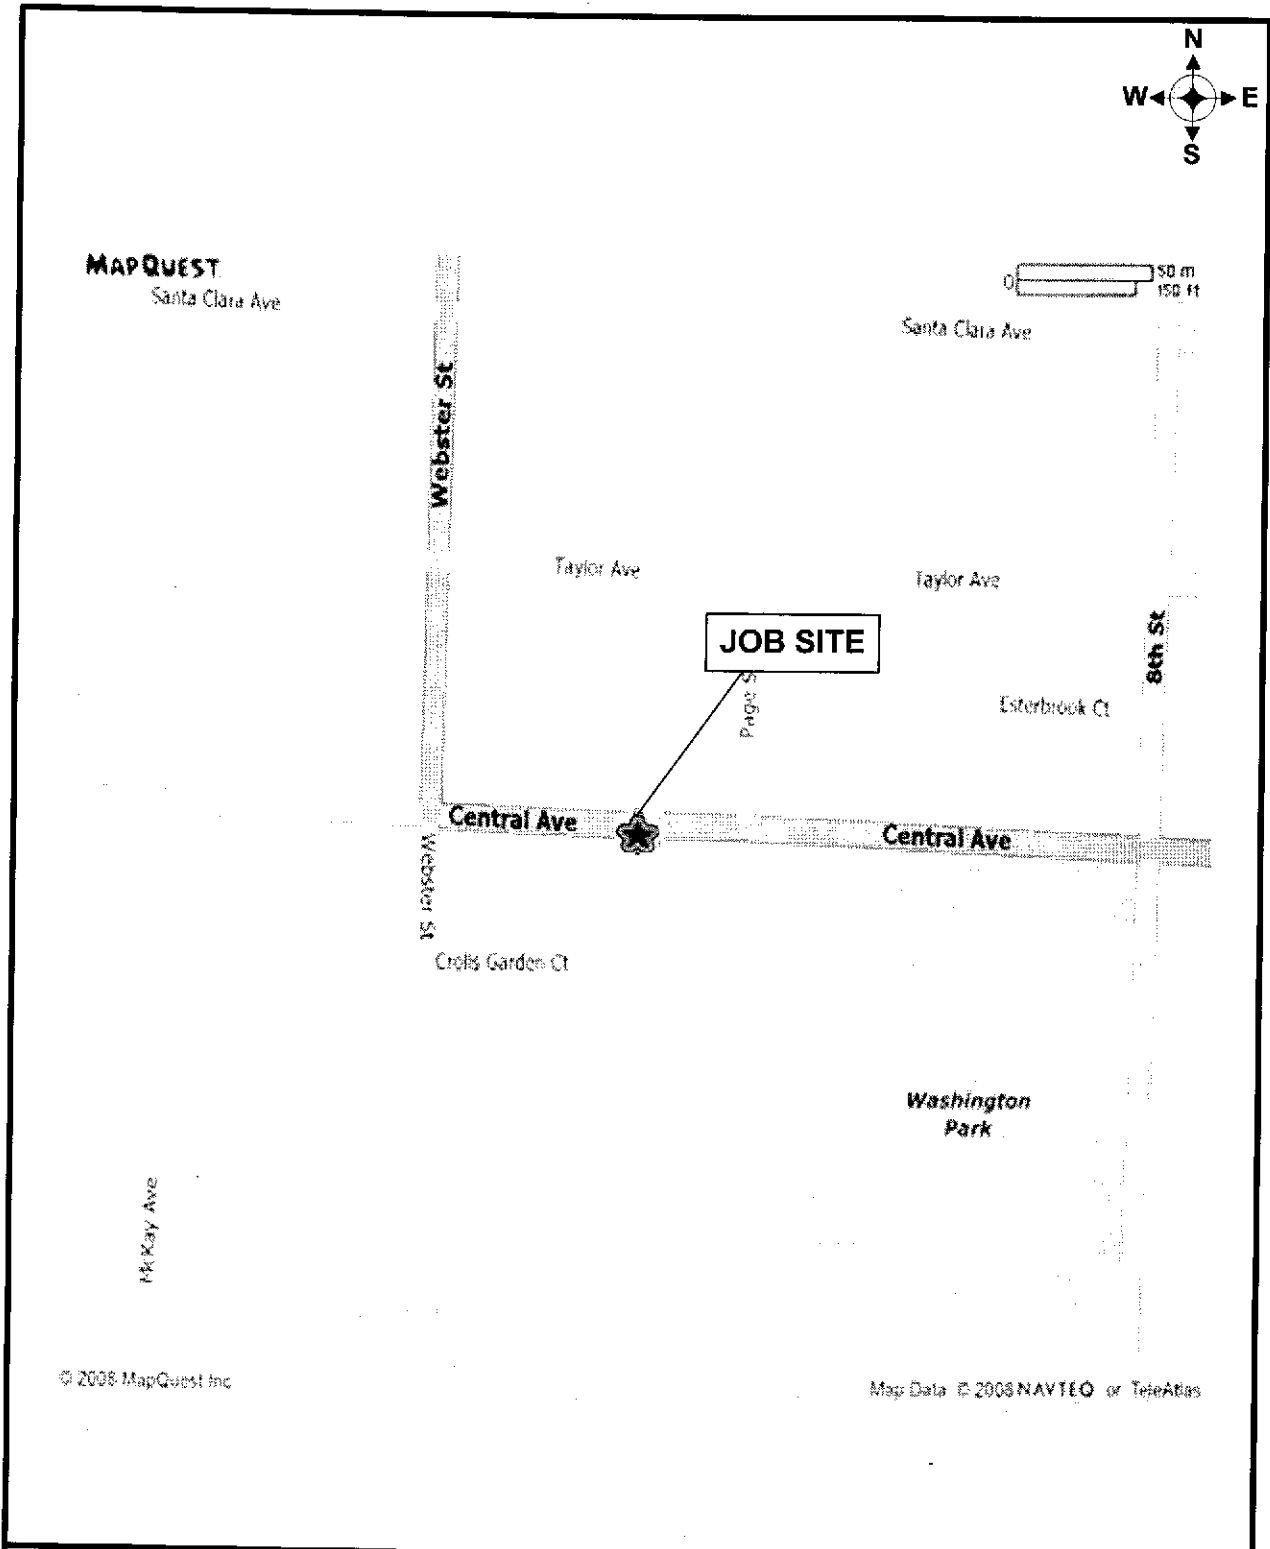 N
W E
S
MAPQUEST
Santa Clara Ave
0
50 m
150 ft
Santa Clara Ave
Webster St
Taylor Ave
Taylor Ave
JOB SITE
8th St
Page S
Esterbrook Ct
Central Ave
Central Ave
Webster St
Crolls Garden Ct
Washington
Park
McKay Ave
© 2008 MapQuest Inc
Map Data © 2008 NAVTEQ or TeleAtlas